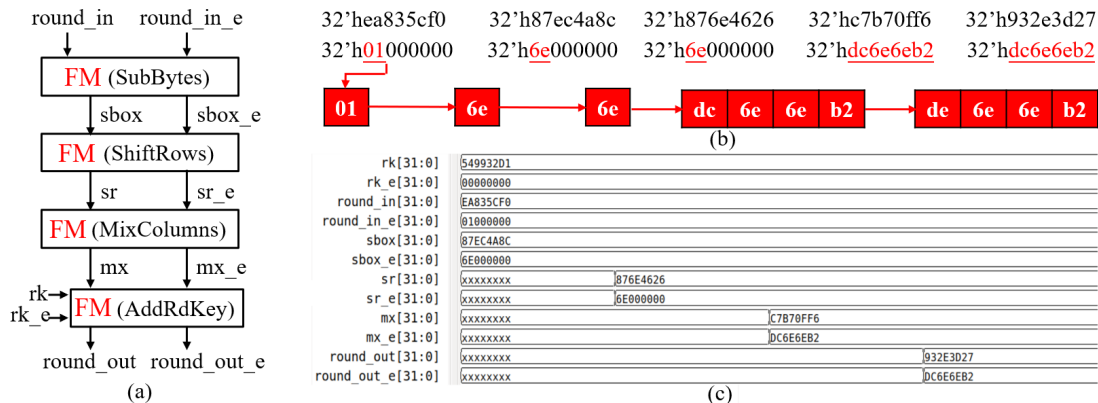 round_in round_in_e
FM (SubBytes)
sbox sbox_e
FM (ShiftRows)
sr sr_e
FM (MixColumns)
mx mx_e
rk
rk_e
FM (AddRdKey)
round_out round_out_e
(a)
32'hea835cf0 32'h87ec4a8c 32'h876e4626 32'hc7b70ff6 32'h932e3d27
32'h01000000 32'h6e000000 32'h6e000000 32'hdc6e6eb2 32'hdc6e6eb2
01 6e 6e dc 6e 6e b2 de 6e 6e b2
(b)
rk[31:0] 549932D1
rk_e[31:0] 00000000
round_in[31:0] EA835CF0
round_in_e[31:0] 01000000
sbox[31:0] 87EC4A8C
sbox_e[31:0] 6E000000
sr[31:0] xxxxxxxx 876E4626
sr_e[31:0] xxxxxxxx 6E000000
mx[31:0] xxxxxxxx C7B70FF6
mx_e[31:0] xxxxxxxx DC6E6EB2
round_out[31:0] xxxxxxxx 932E3D27
round_out_e[31:0] xxxxxxxx DC6E6EB2
(c)